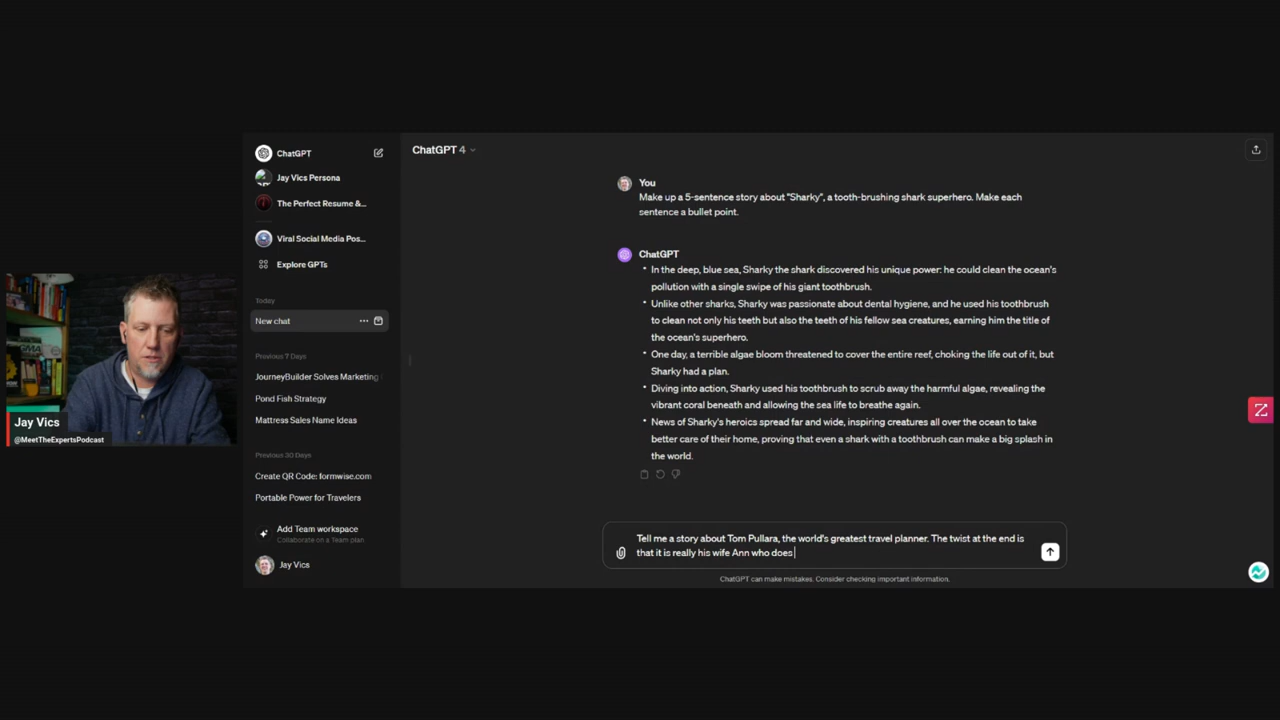 ChatGPT
Jay Vics Persona
The Perfect Resume &...
Viral Social Media Pos...
Explore GPTs
Today
New chat
Previous 7 Days
JourneyBuilder Solves Marketing
Pond Fish Strategy
Mattress Sales Name Ideas
Previous 30 Days
Create QR Code: formwise.com
Portable Power for Travelers
Add Team workspace
Collaborate on a Team plan
Jay Vics
ChatGPT 4
You
Make up a 5-sentence story about "Sharky", a tooth-brushing shark superhero. Make each
sentence a bullet point.
ChatGPT
• In the deep, blue sea, Sharky the shark discovered his unique power: he could clean the ocean's
pollution with a single swipe of his giant toothbrush.
• Unlike other sharks, Sharky was passionate about dental hygiene, and he used his toothbrush
to clean not only his teeth but also the teeth of his fellow sea creatures, earning him the title of
the ocean's superhero.
• One day, a terrible algae bloom threatened to cover the entire reef, choking the life out of it, but
Sharky had a plan.
• Diving into action, Sharky used his toothbrush to scrub away the harmful algae, revealing the
vibrant coral beneath and allowing the sea life to breathe again.
• News of Sharky's heroics spread far and wide, inspiring creatures all over the ocean to take
better care of their home, proving that even a shark with a toothbrush can make a big splash in
the world.
Tell me a story about Tom Pullara, the world's greatest travel planner. The twist at the end is
that it is really his wife Ann who does
ChatGPT can make mistakes. Consider checking important information.
Jay Vics
@MeetTheExpertsPodcast